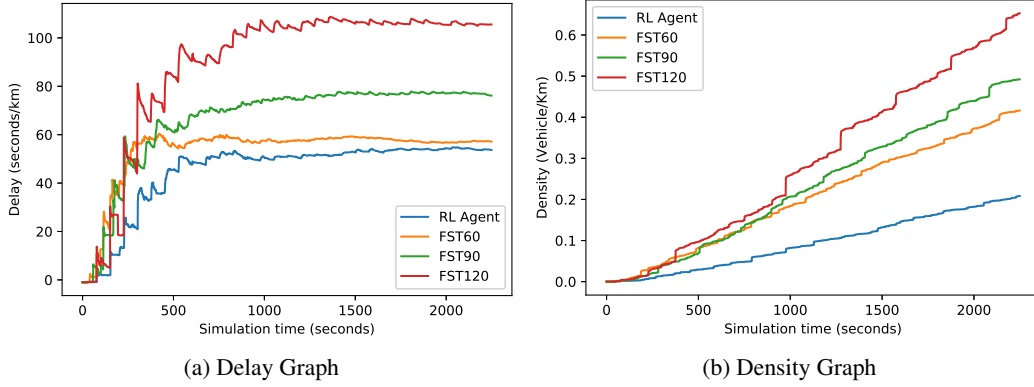 100
80
60
40
20
0
Delay (seconds/km)
RL Agent
FST60
FST90
FST120
0
500
1000
1500
2000
Simulation time (seconds)
(a) Delay Graph
0.6
0.5
0.4
0.3
0.2
0.1
0.0
Density (Vehicle/Km)
RL Agent
FST60
FST90
FST120
0
500
1000
1500
2000
Simulation time (seconds)
(b) Density Graph